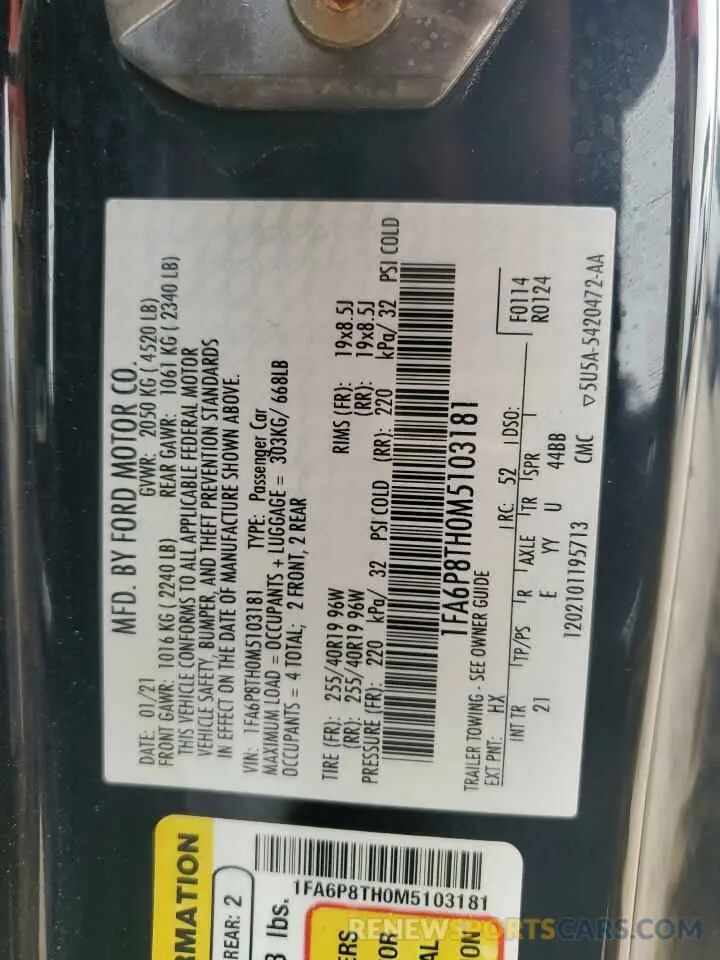 MFD. BY FORD MOTOR CO.
DATE: 01/21 GVWR: 2050 KG ( 4520 LB)
FRONT GAWR: 1016 KG ( 2240 LB) REAR GAWR: 1061 KG ( 2340 LB)
THIS VEHICLE CONFORMS TO ALL APPLICABLE FEDERAL MOTOR
VEHICLE SAFETY, BUMPER, AND THEFT PREVENTION STANDARDS
IN EFFECT ON THE DATE OF MANUFACTURE SHOWN ABOVE.
VIN: 1FA6P8TH0M5103181 TYPE: Passenger Car
MAXIMUM LOAD = OCCUPANTS + LUGGAGE = 303KG/ 668LB
OCCUPANTS = 4 TOTAL; 2 FRONT, 2 REAR
TIRE (FR): 255/40R19 96W RIMS (FR): 19x8.5J
(RR): 255/40R19 96W (RR): 19x8.5J
PRESSURE (FR): 220 kPa/ 32 PSI COLD (RR): 220 kPa/ 32 PSI COLD
1FA6P8TH0M5103181
TRAILER TOWING - SEE OWNER GUIDE
EXT PNT: HX RC: 52 DSO: F0114
R0124
INT TR TP/PS R AXLE TR SPR
21 E YY U 44BB
1202101195713 CMC ▽5U5A-5420472-AA
RMATION
REAR: 2
lbs.
1FA6P8TH0M5103181
ERS
OR
AL
ION
RENEWSPORTSCARS.COM